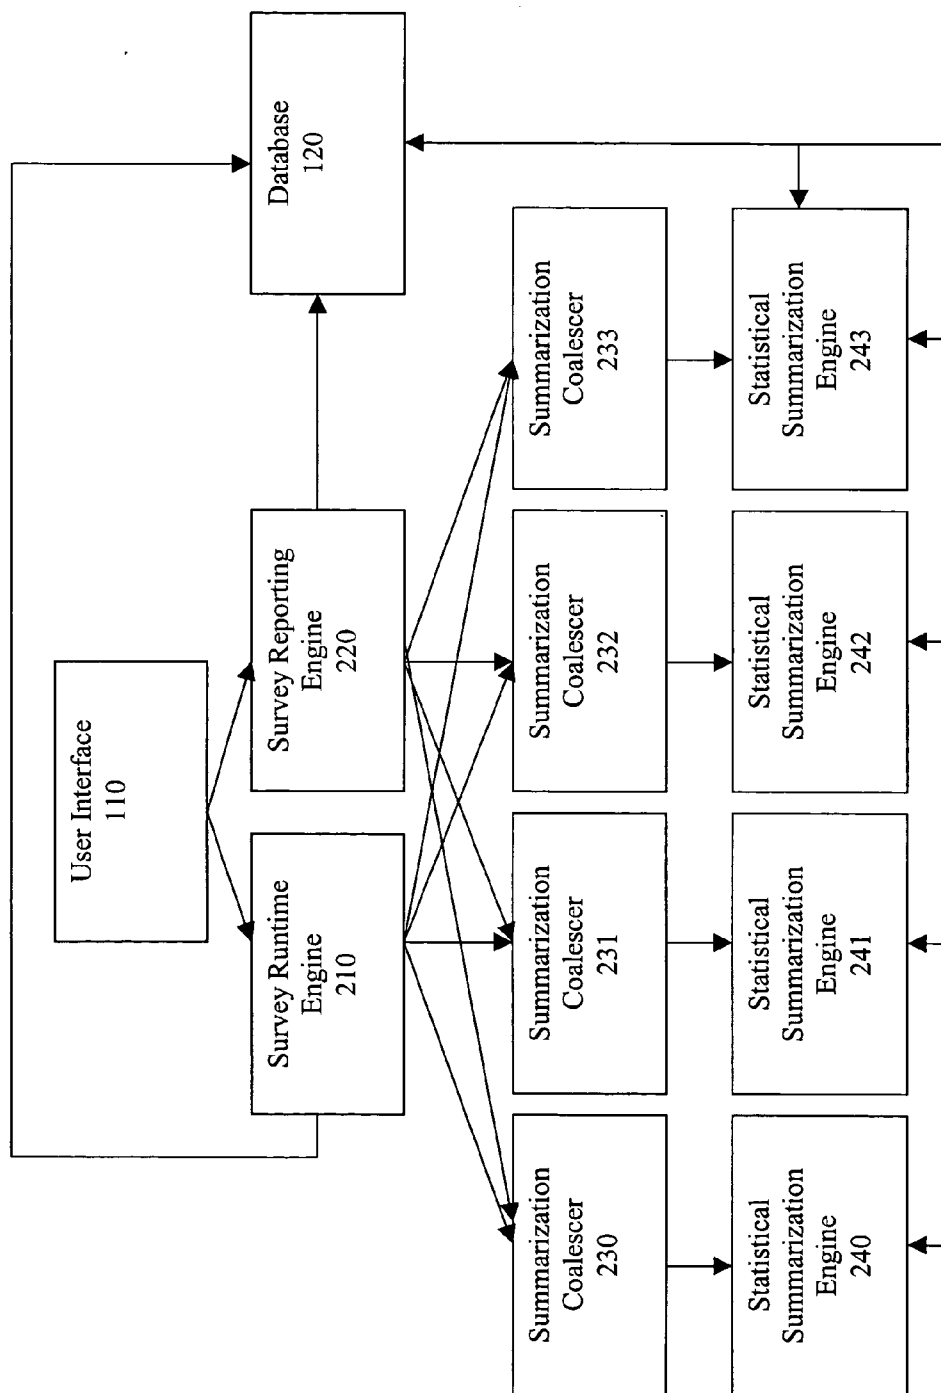 User Interface
110
Survey Runtime
Engine
210
Survey Reporting
Engine
220
Database
120
Summarization
Coalescer
230
Summarization
Coalescer
231
Summarization
Coalescer
232
Summarization
Coalescer
233
Statistical
Summarization
Engine
240
Statistical
Summarization
Engine
241
Statistical
Summarization
Engine
242
Statistical
Summarization
Engine
243